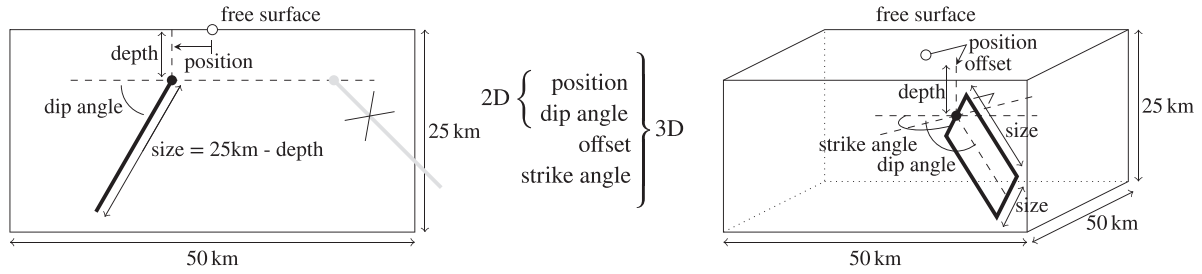 free surface
depth
position
dip angle
size = 25km - depth
25 km
50 km
2D { position
dip angle
offset
strike angle
} 3D
free surface
position
offset
depth
size
strike angle
dip angle
size
25 km
50 km
50 km